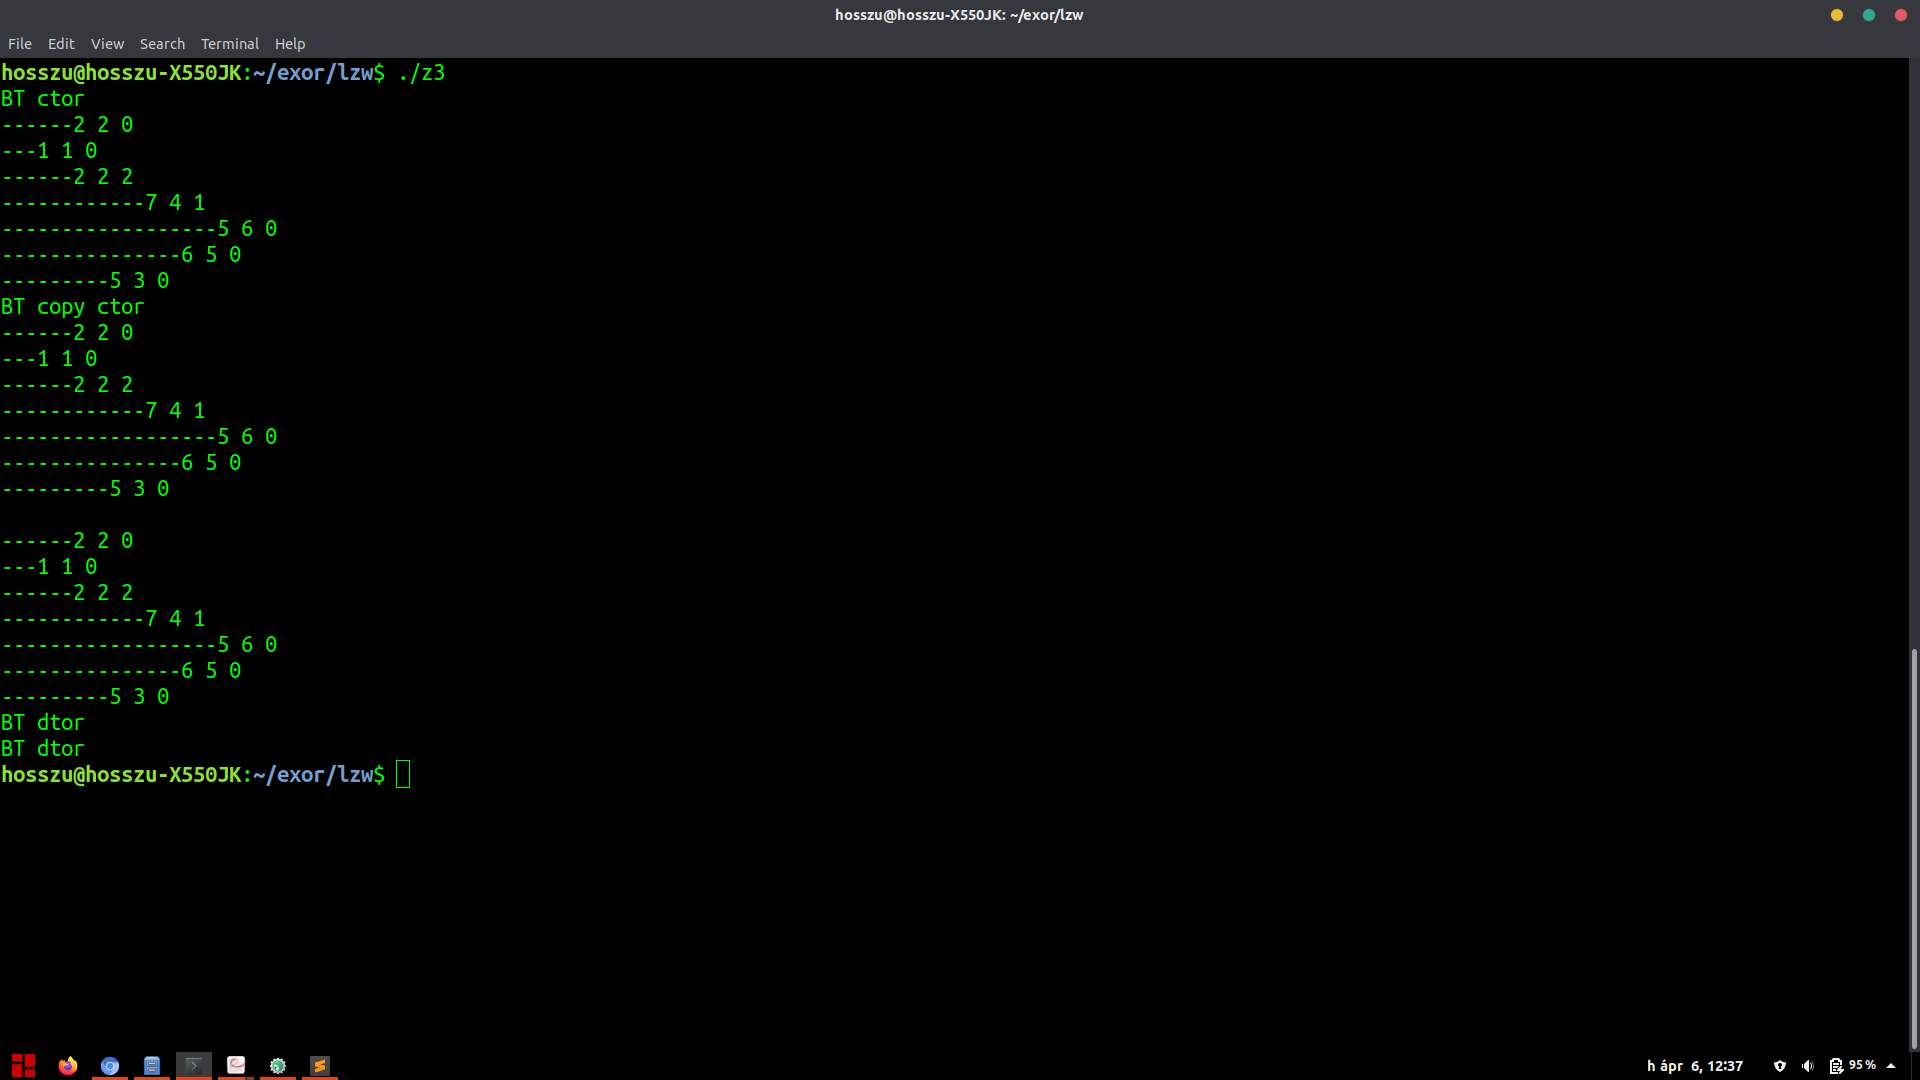 hosszu@hosszu-X550JK: ~/exor/lzw
File Edit View Search Terminal Help
hosszu@hosszu-X550JK:~/exor/lzw$ ./z3
BT ctor
------2 2 0
---1 1 0
------2 2 2
------------7 4 1
------------------5 6 0
---------------6 5 0
---------5 3 0
BT copy ctor
------2 2 0
---1 1 0
------2 2 2
------------7 4 1
------------------5 6 0
---------------6 5 0
---------5 3 0
------2 2 0
---1 1 0
------2 2 2
------------7 4 1
------------------5 6 0
---------------6 5 0
---------5 3 0
BT dtor
BT dtor
hosszu@hosszu-X550JK:~/exor/lzw$
h ápr 6, 12:37 95 %